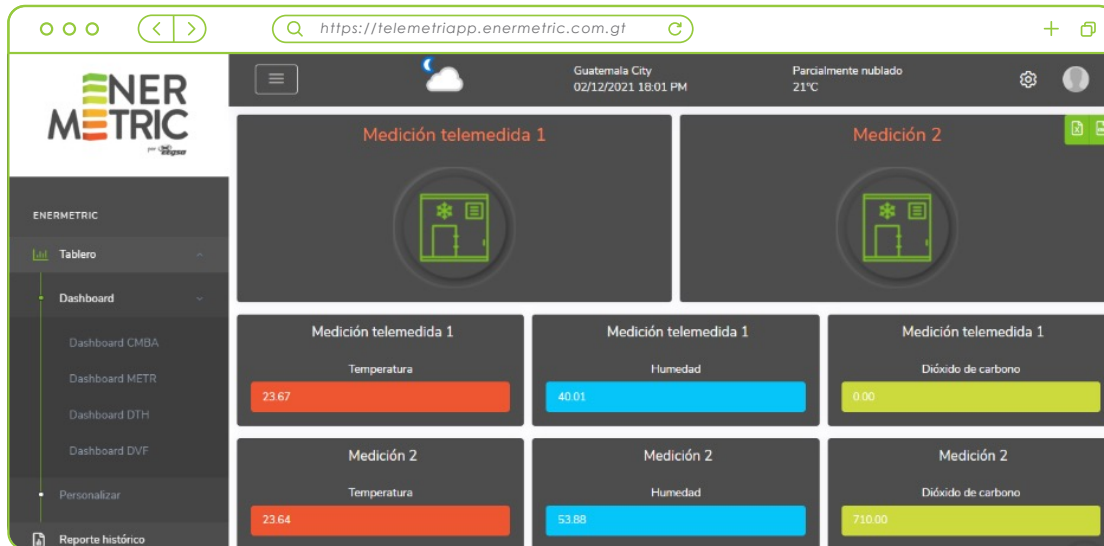 https://telemetriapp.enermetric.com.gt
ENER
METRIC
por eegsa
Guatemala City
02/12/2021 18:01 PM
Parcialmente nublado
21°C
ENERMETRIC
Tablero
Dashboard
Dashboard CMBA
Dashboard METR
Dashboard DTH
Dashboard DVF
Personalizar
Reporte histórico
Medición telemedida 1
Medición 2
Medición telemedida 1
Temperatura
23.67
Medición telemedida 1
Humedad
40.01
Medición telemedida 1
Dióxido de carbono
0.00
Medición 2
Temperatura
23.64
Medición 2
Humedad
53.88
Medición 2
Dióxido de carbono
710.00